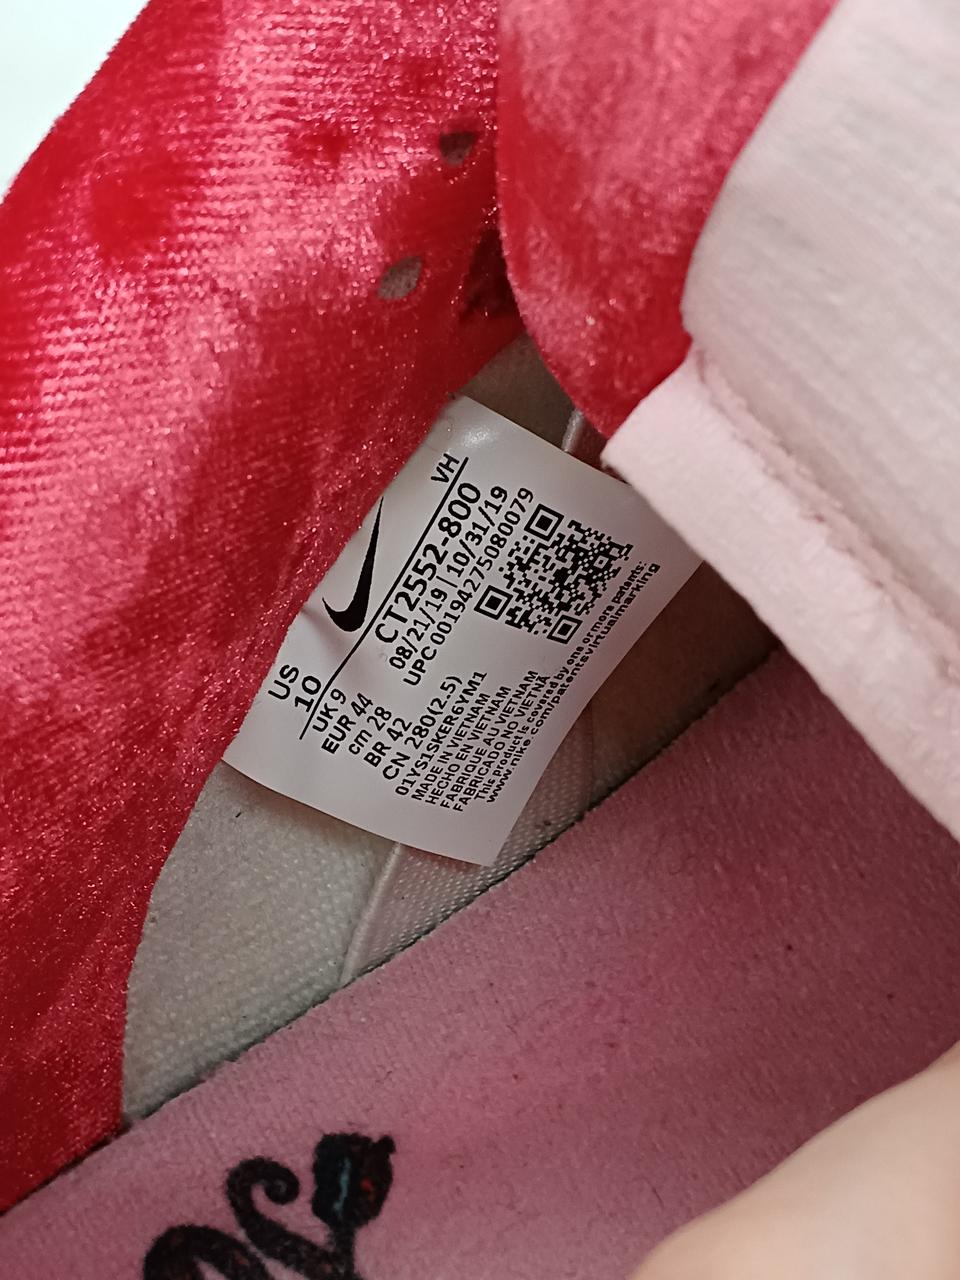 VH
CT2552-800
08/21/19 | 10/31/19
UPC 00194275080079
US
10
UK 9
EUR 44
cm 28
BR 42
CN 280(2.5)
01YS1SKER6YM1
MADE IN VIETNAM
HECHO EN VIETNAM
FABRIQUE AU VIETNAM
FABRICADO NO VIETNÃ
This product is covered by one or more patents:
www.nike.com/patentsvirtualmarking